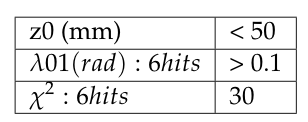 z0 (mm) < 50
λ01(rad) : 6hits > 0.1
χ² : 6hits 30